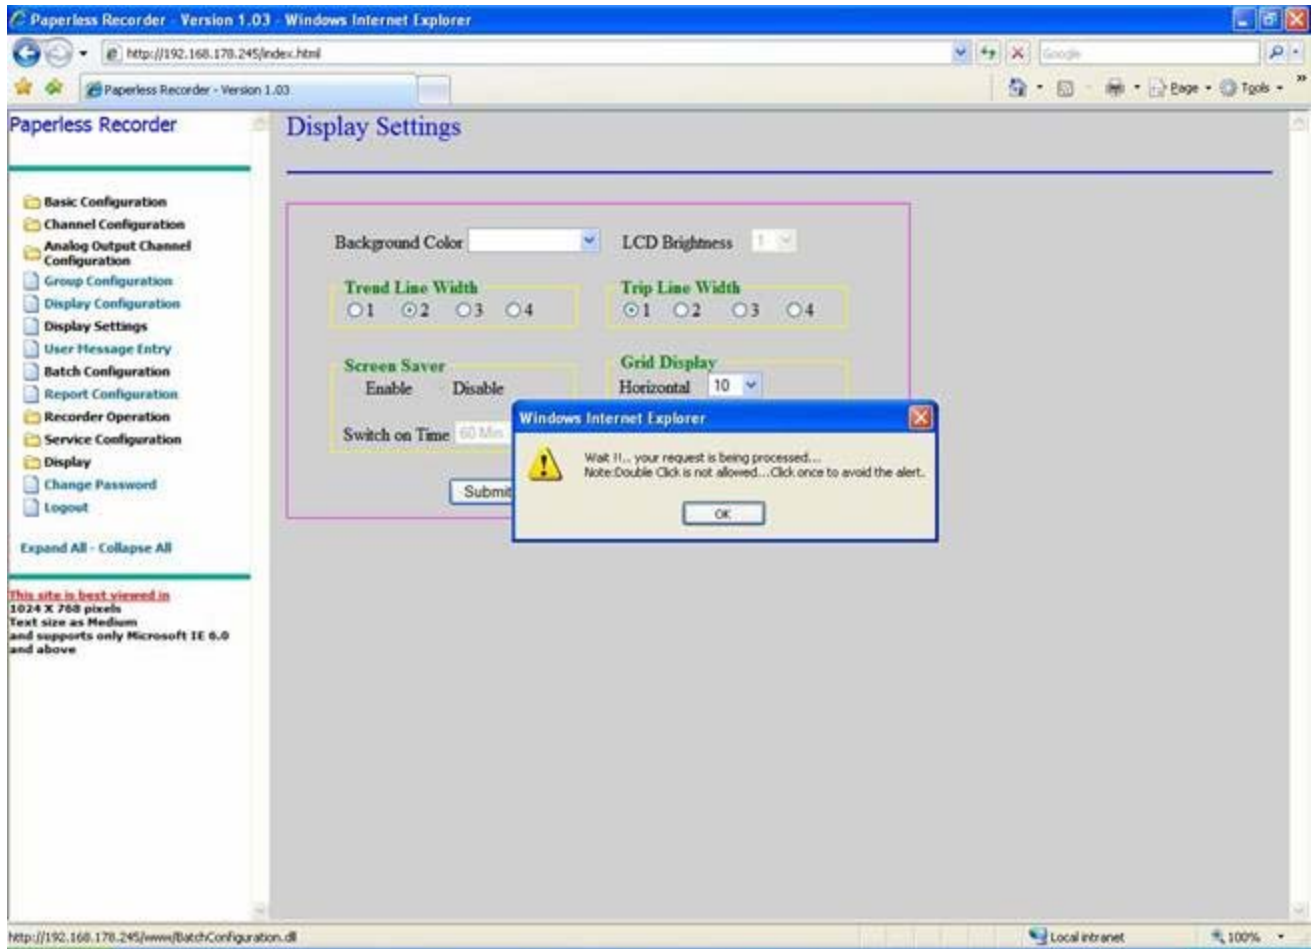 Paperless Recorder - Version 1.03 - Windows Internet Explorer
http://192.168.178.245/index.html
Google
Paperless Recorder - Version 1.03
Page
Tools
Paperless Recorder
Basic Configuration
Channel Configuration
Analog Output Channel
Configuration
Group Configuration
Display Configuration
Display Settings
User Message Entry
Batch Configuration
Report Configuration
Recorder Operation
Service Configuration
Display
Change Password
Logout
Expand All - Collapse All
This site is best viewed in
1024 X 768 pixels
Text size as Medium
and supports only Microsoft IE 6.0
and above
Display Settings
Background Color
LCD Brightness 1
Trend Line Width
1 2 3 4
Trip Line Width
1 2 3 4
Screen Saver
Enable Disable
Switch on Time 60 Min
Grid Display
Horizontal 10
Submit
Windows Internet Explorer
Wait !!.. your request is being processed...
Note:Double Click is not allowed...Click once to avoid the alert.
OK
http://192.168.178.245/www/BatchConfiguration.dll
Local intranet
100%